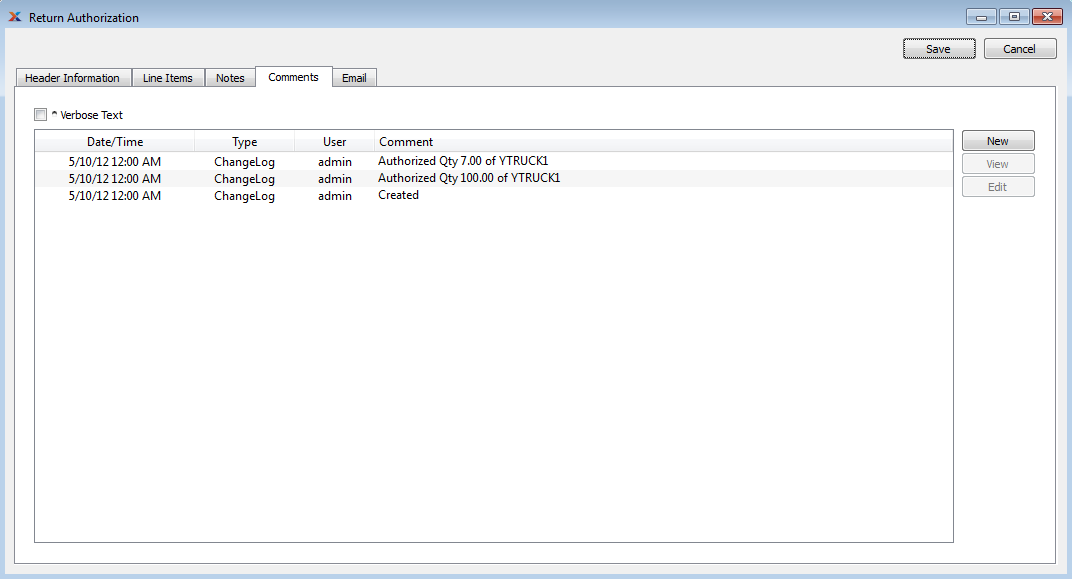 Return Authorization
Save Cancel
Header Information Line Items Notes Comments Email
^ Verbose Text
Date/Time Type User Comment
5/10/12 12:00 AM ChangeLog admin Authorized Qty 7.00 of YTRUCK1
5/10/12 12:00 AM ChangeLog admin Authorized Qty 100.00 of YTRUCK1
5/10/12 12:00 AM ChangeLog admin Created
New
View
Edit